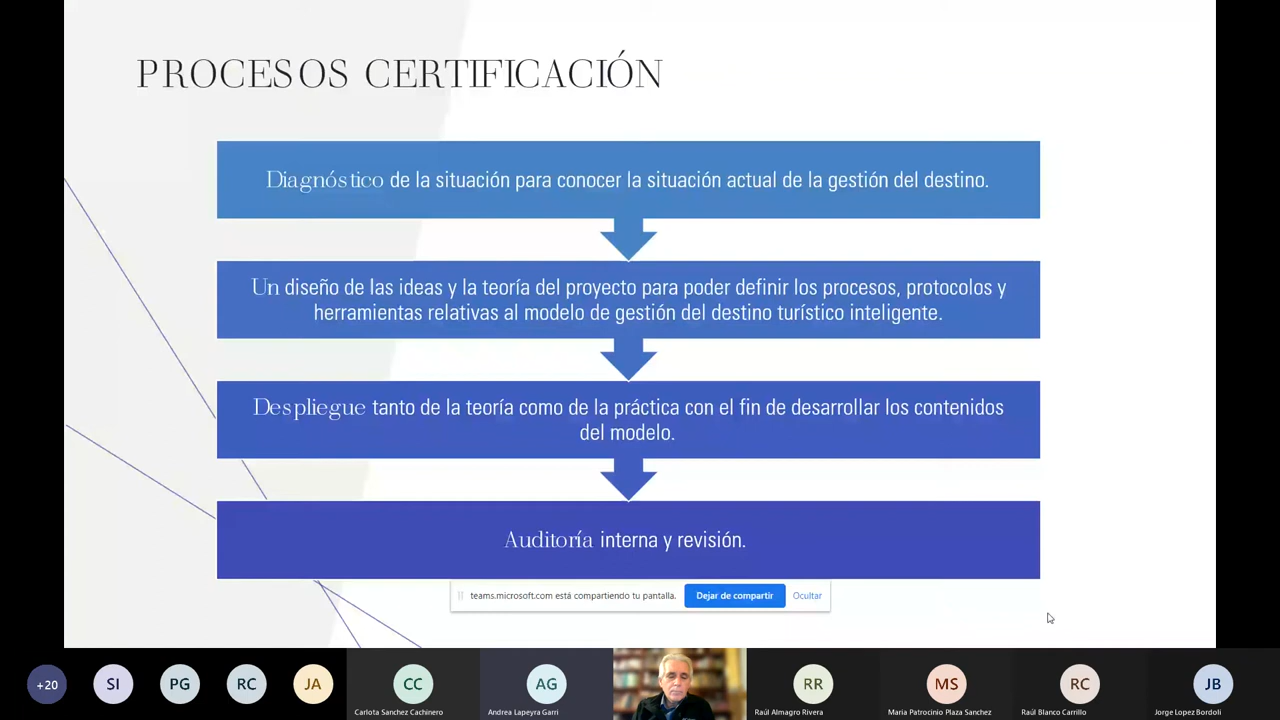 PROCESOS CERTIFICACIÓN
Diagnóstico de la situación para conocer la situación actual de la gestión del destino.
Un diseño de las ideas y la teoría del proyecto para poder definir los procesos, protocolos y
herramientas relativas al modelo de gestión del destino turístico inteligente.
Despliegue tanto de la teoría como de la práctica con el fin de desarrollar los contenidos
del modelo.
Auditoría interna y revisión.
teams.microsoft.com está compartiendo tu pantalla. Dejar de compartir Ocultar
+20 SI PG RC JA CC AG RR MS RC JB
Carlota Sanchez Cachinero Andrea Lapeyra Garri Raúl Almagro Rivera Maria Patrocinio Plaza Sanchez Raúl Blanco Carrillo Jorge Lopez Bordoli